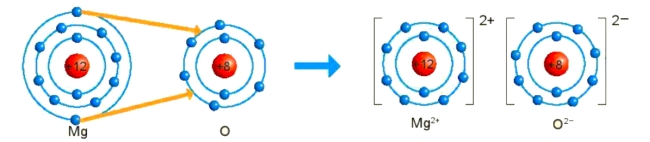 +12
+8
Mg
O
+12
2+
+8
2−
Mg²⁺
O²⁻